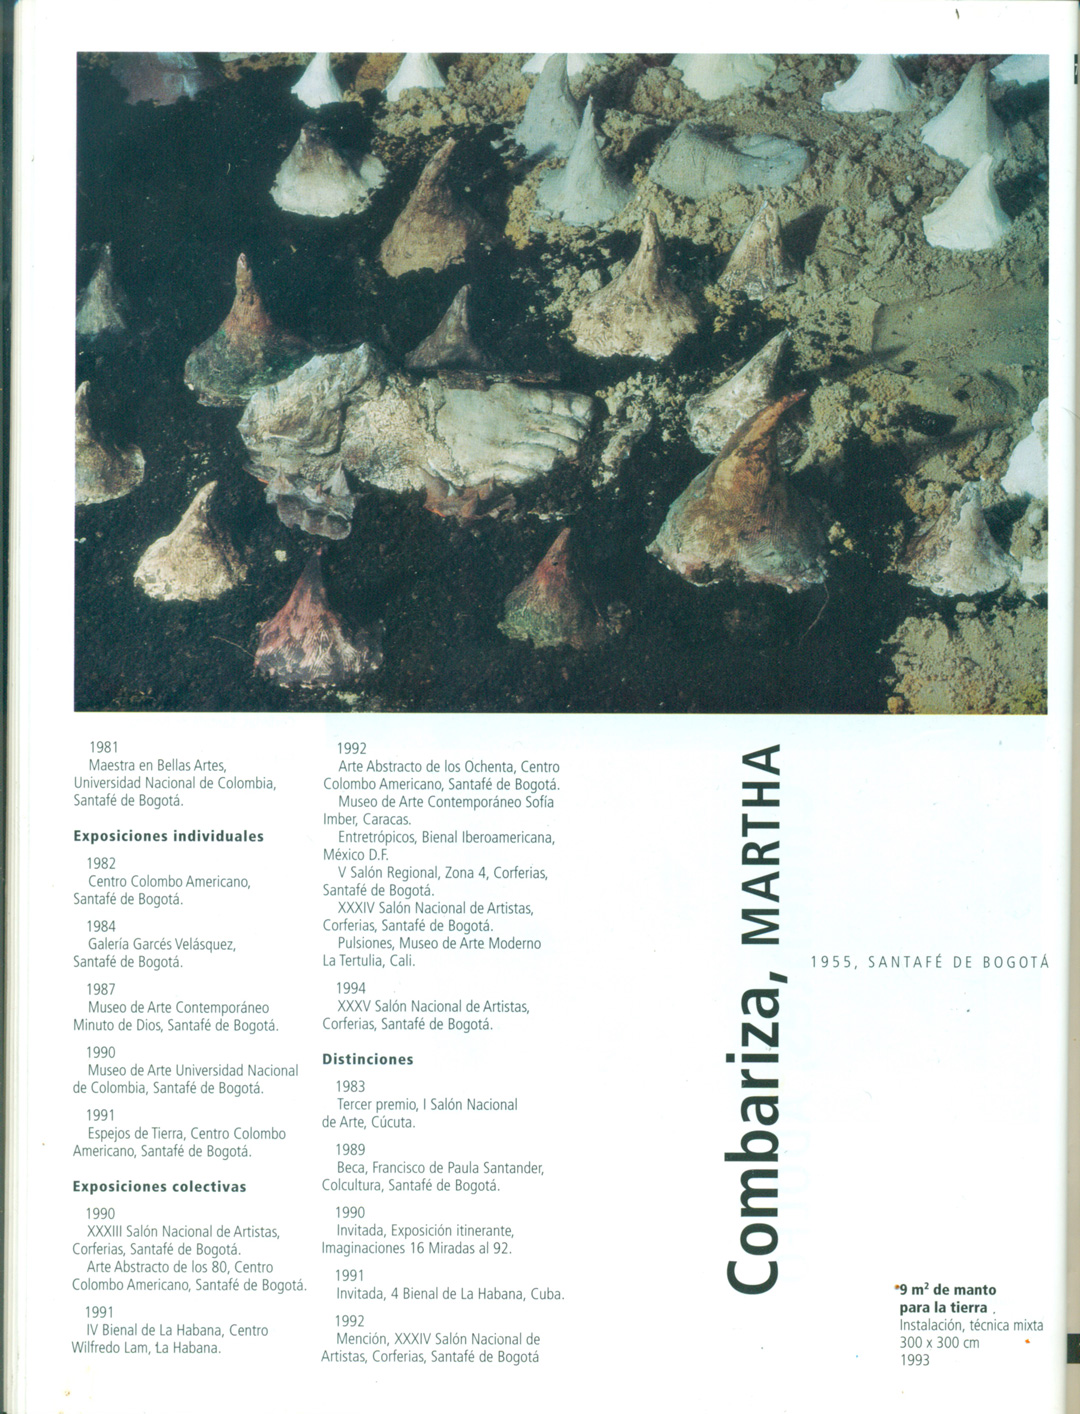 1981
Maestra en Bellas Artes,
Universidad Nacional de Colombia,
Santafé de Bogotá.
Exposiciones individuales
1982
Centro Colombo Americano,
Santafé de Bogotá.
1984
Galería Garcés Velásquez,
Santafé de Bogotá.
1987
Museo de Arte Contemporáneo
Minuto de Dios, Santafé de Bogotá.
1990
Museo de Arte Universidad Nacional
de Colombia, Santafé de Bogotá.
1991
Espejos de Tierra, Centro Colombo
Americano, Santafé de Bogotá.
Exposiciones colectivas
1990
XXXIII Salón Nacional de Artistas,
Corferias, Santafé de Bogotá.
Arte Abstracto de los 80, Centro
Colombo Americano, Santafé de Bogotá.
1991
IV Bienal de La Habana, Centro
Wilfredo Lam, La Habana.
1992
Arte Abstracto de los Ochenta, Centro
Colombo Americano, Santafé de Bogotá.
Museo de Arte Contemporáneo Sofía
Imber, Caracas.
Entretrópicos, Bienal Iberoamericana,
México D.F.
V Salón Regional, Zona 4, Corferias,
Santafé de Bogotá.
XXXIV Salón Nacional de Artistas,
Corferias, Santafé de Bogotá.
Pulsiones, Museo de Arte Moderno
La Tertulia, Cali.
1994
XXXV Salón Nacional de Artistas,
Corferias, Santafé de Bogotá.
Distinciones
1983
Tercer premio, I Salón Nacional
de Arte, Cúcuta.
1989
Beca, Francisco de Paula Santander,
Colcultura, Santafé de Bogotá.
1990
Invitada, Exposición itinerante,
Imaginaciones 16 Miradas al 92.
1991
Invitada, 4 Bienal de La Habana, Cuba.
1992
Mención, XXXIV Salón Nacional de
Artistas, Corferias, Santafé de Bogotá
Combariza, MARTHA
1955, SANTAFÉ DE BOGOTÁ
9 m² de manto
para la tierra .
Instalación, técnica mixta
300 x 300 cm
1993